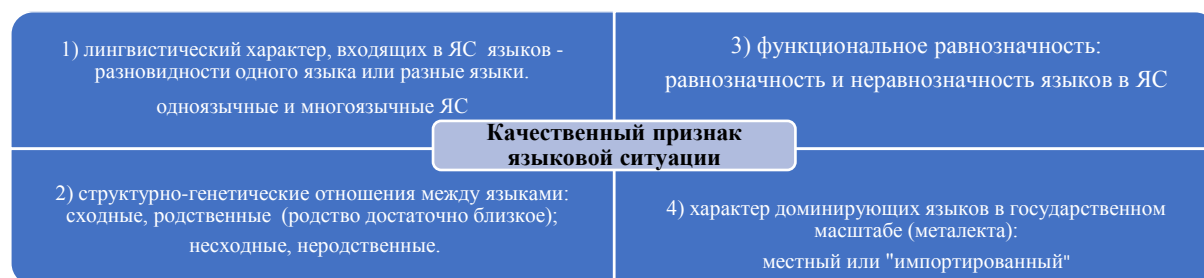 1) лингвистический характер, входящих в ЯС языков -
разновидности одного языка или разные языки.
одноязычные и многоязычные ЯС
3) функциональное равнозначность:
равнозначность и неравнозначность языков в ЯС
Качественный признак
языковой ситуации
2) структурно-генетические отношения между языками:
сходные, родственные (родство достаточно близкое);
несходные, неродственные.
4) характер доминирующих языков в государственном
масштабе (металекта):
местный или "импортированный"